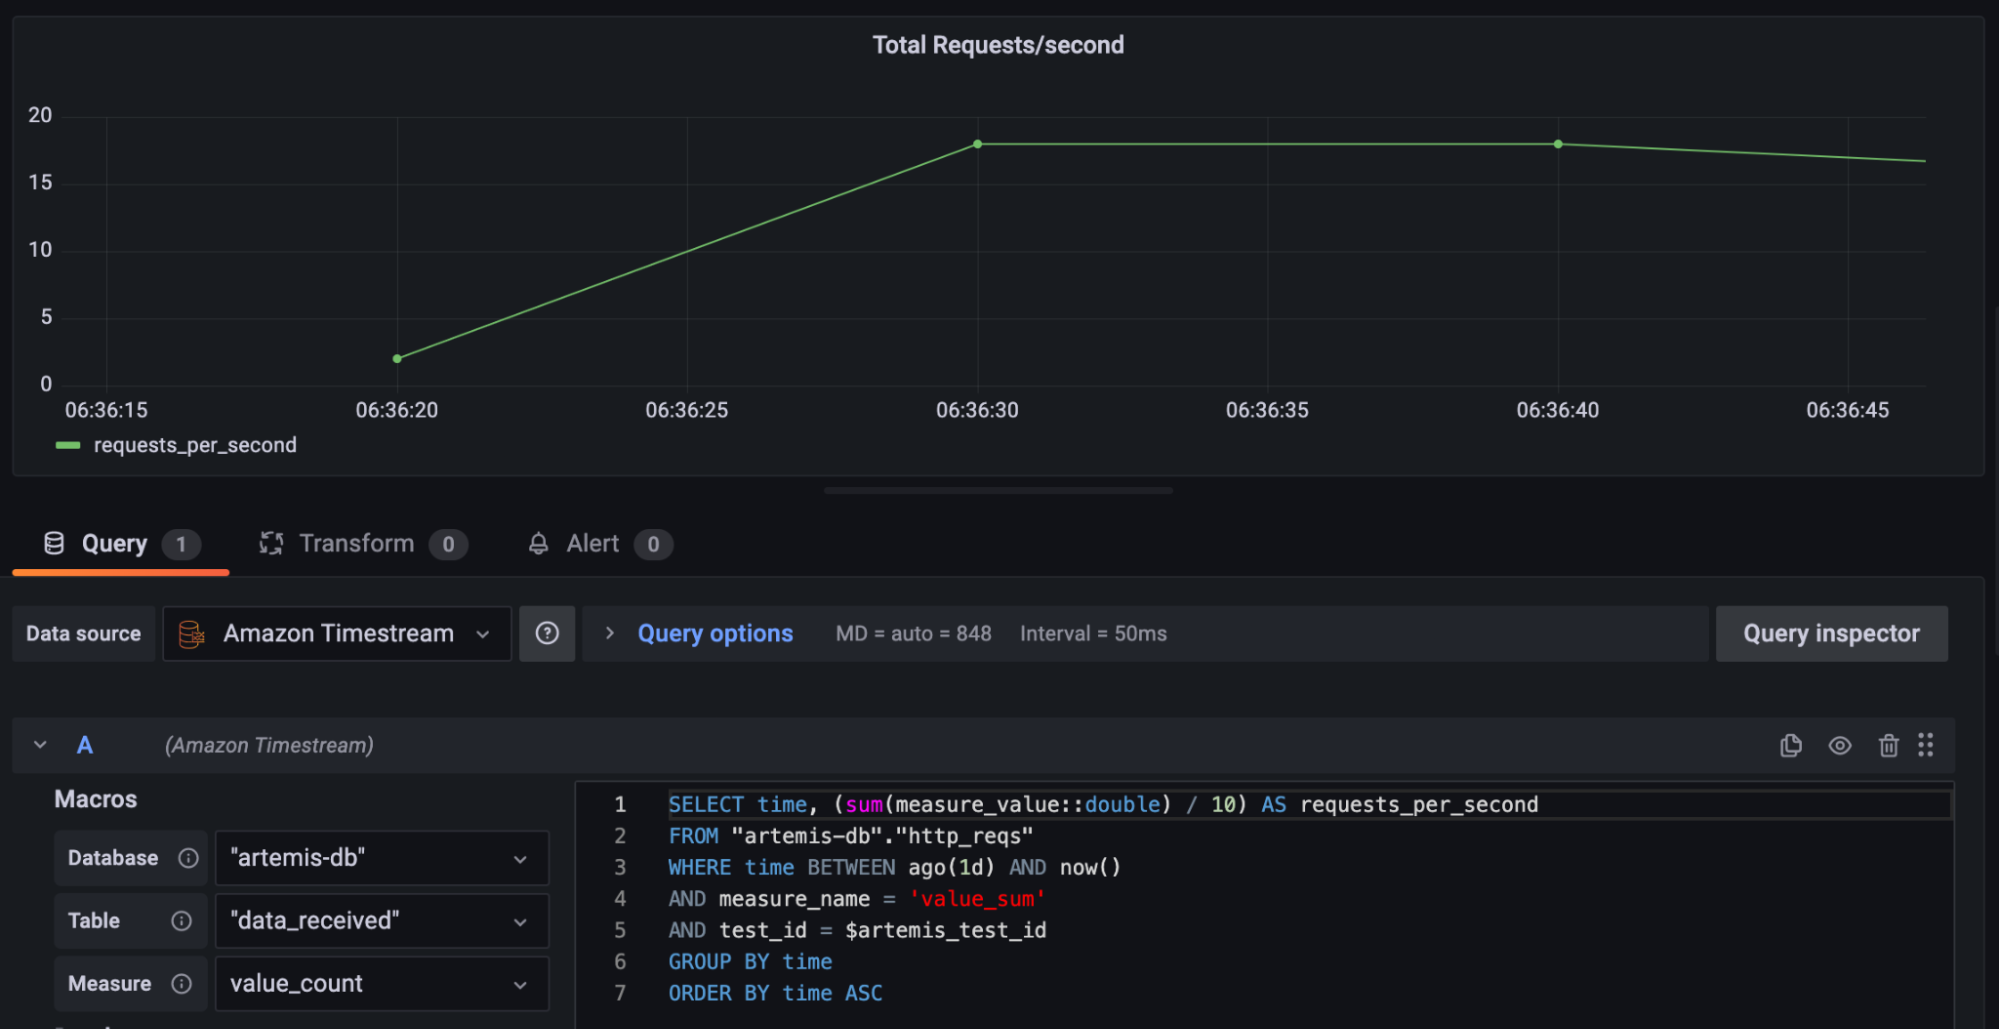 Total Requests/second
20
15
10
5
0
06:36:15 06:36:20 06:36:25 06:36:30 06:36:35 06:36:40 06:36:45
requests_per_second
Query 1 Transform 0 Alert 0
Data source Amazon Timestream Query options MD = auto = 848 Interval = 50ms Query inspector
A (Amazon Timestream)
Macros
Database "artemis-db"
Table "data_received"
Measure value_count
1 SELECT time, (sum(measure_value::double) / 10) AS requests_per_second
2 FROM "artemis-db"."http_reqs"
3 WHERE time BETWEEN ago(1d) AND now()
4 AND measure_name = 'value_sum'
5 AND test_id = $artemis_test_id
6 GROUP BY time
7 ORDER BY time ASC